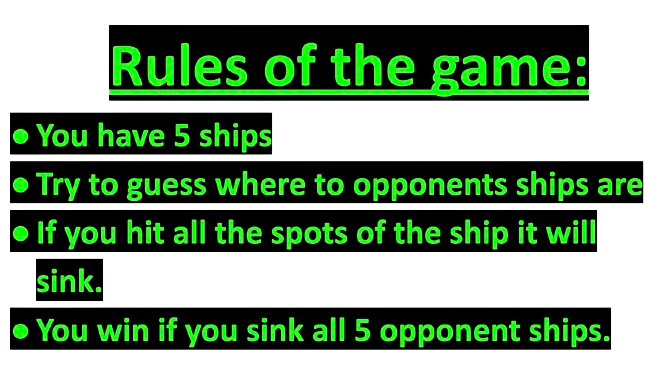 Rules of the game:
• You have 5 ships
• Try to guess where to opponents ships are
• If you hit all the spots of the ship it will
sink.
• You win if you sink all 5 opponent ships.